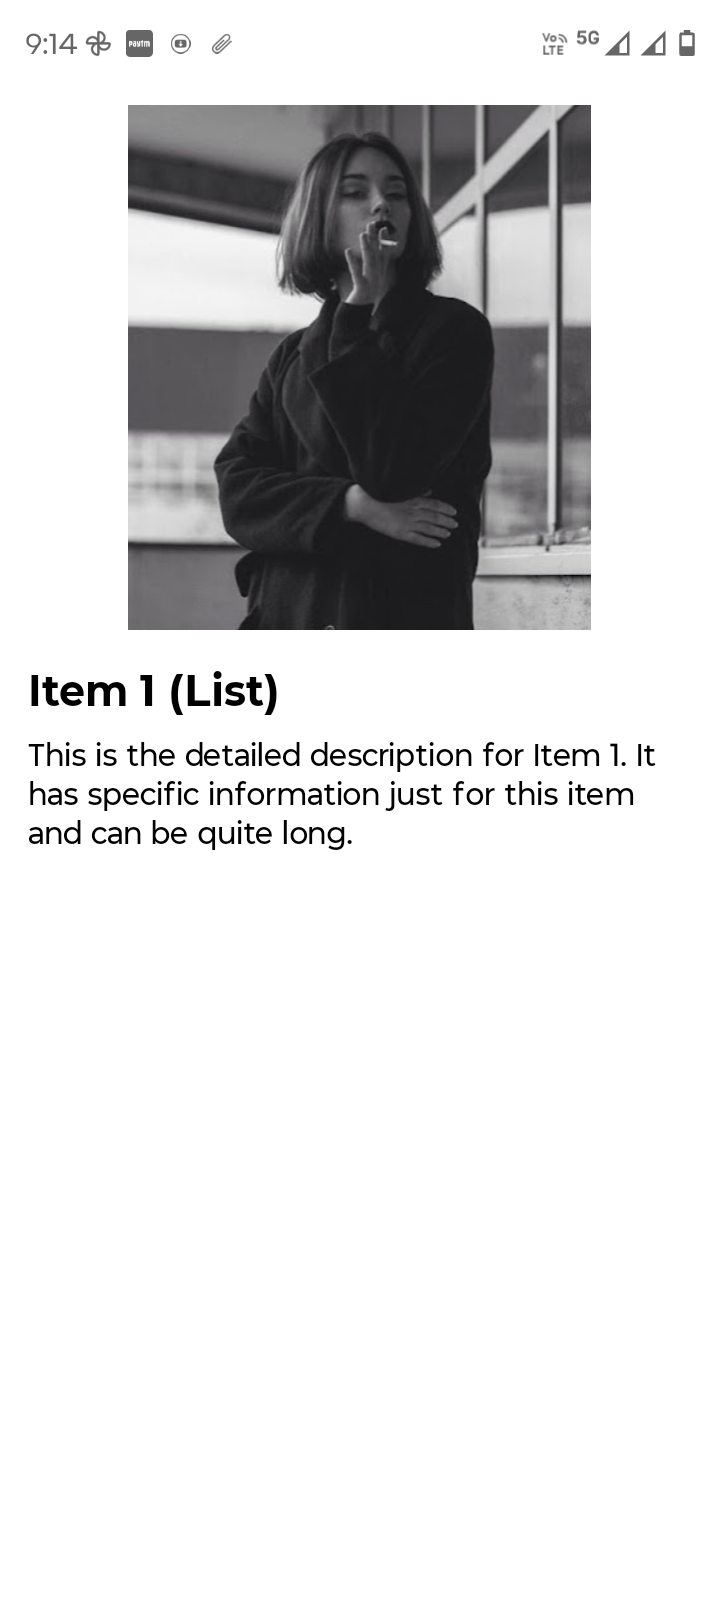 9:14 paytm Vo LTE 5G
Item 1 (List)
This is the detailed description for Item 1. It
has specific information just for this item
and can be quite long.